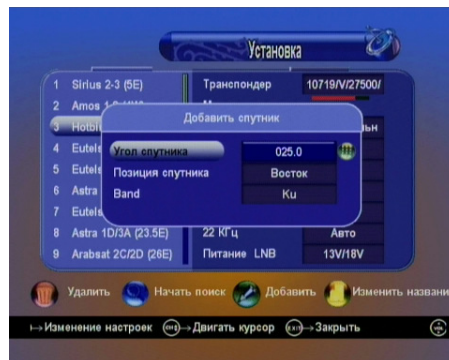 Установка
1 Sirius 2-3 (5E) Транспондер 10719/V/27500/
2 Amos
Добавить спутник
3
4 Eutel Угол спутника 025.0
5 Eutels Позиция спутника Восток
6 Astra Band Ku
7 Eutels
8 Astra 1D/3A (23.5E) 22 КГц Авто
9 Arabsat 2C/2D (26E) Питание LNB 13V/18V
Удалить Начать поиск Добавить Изменить названи
Изменение настроек Двигать курсор EXIT Закрыть